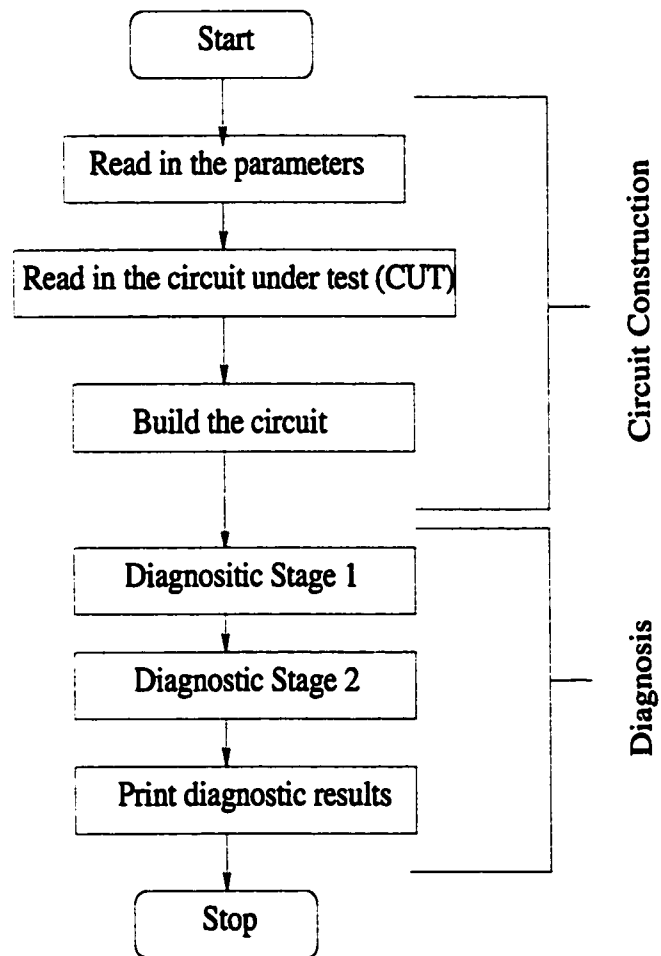 Start
Read in the parameters
Read in the circuit under test (CUT)
Build the circuit
Circuit Construction
Diagnositic Stage 1
Diagnostic Stage 2
Print diagnostic results
Diagnosis
Stop